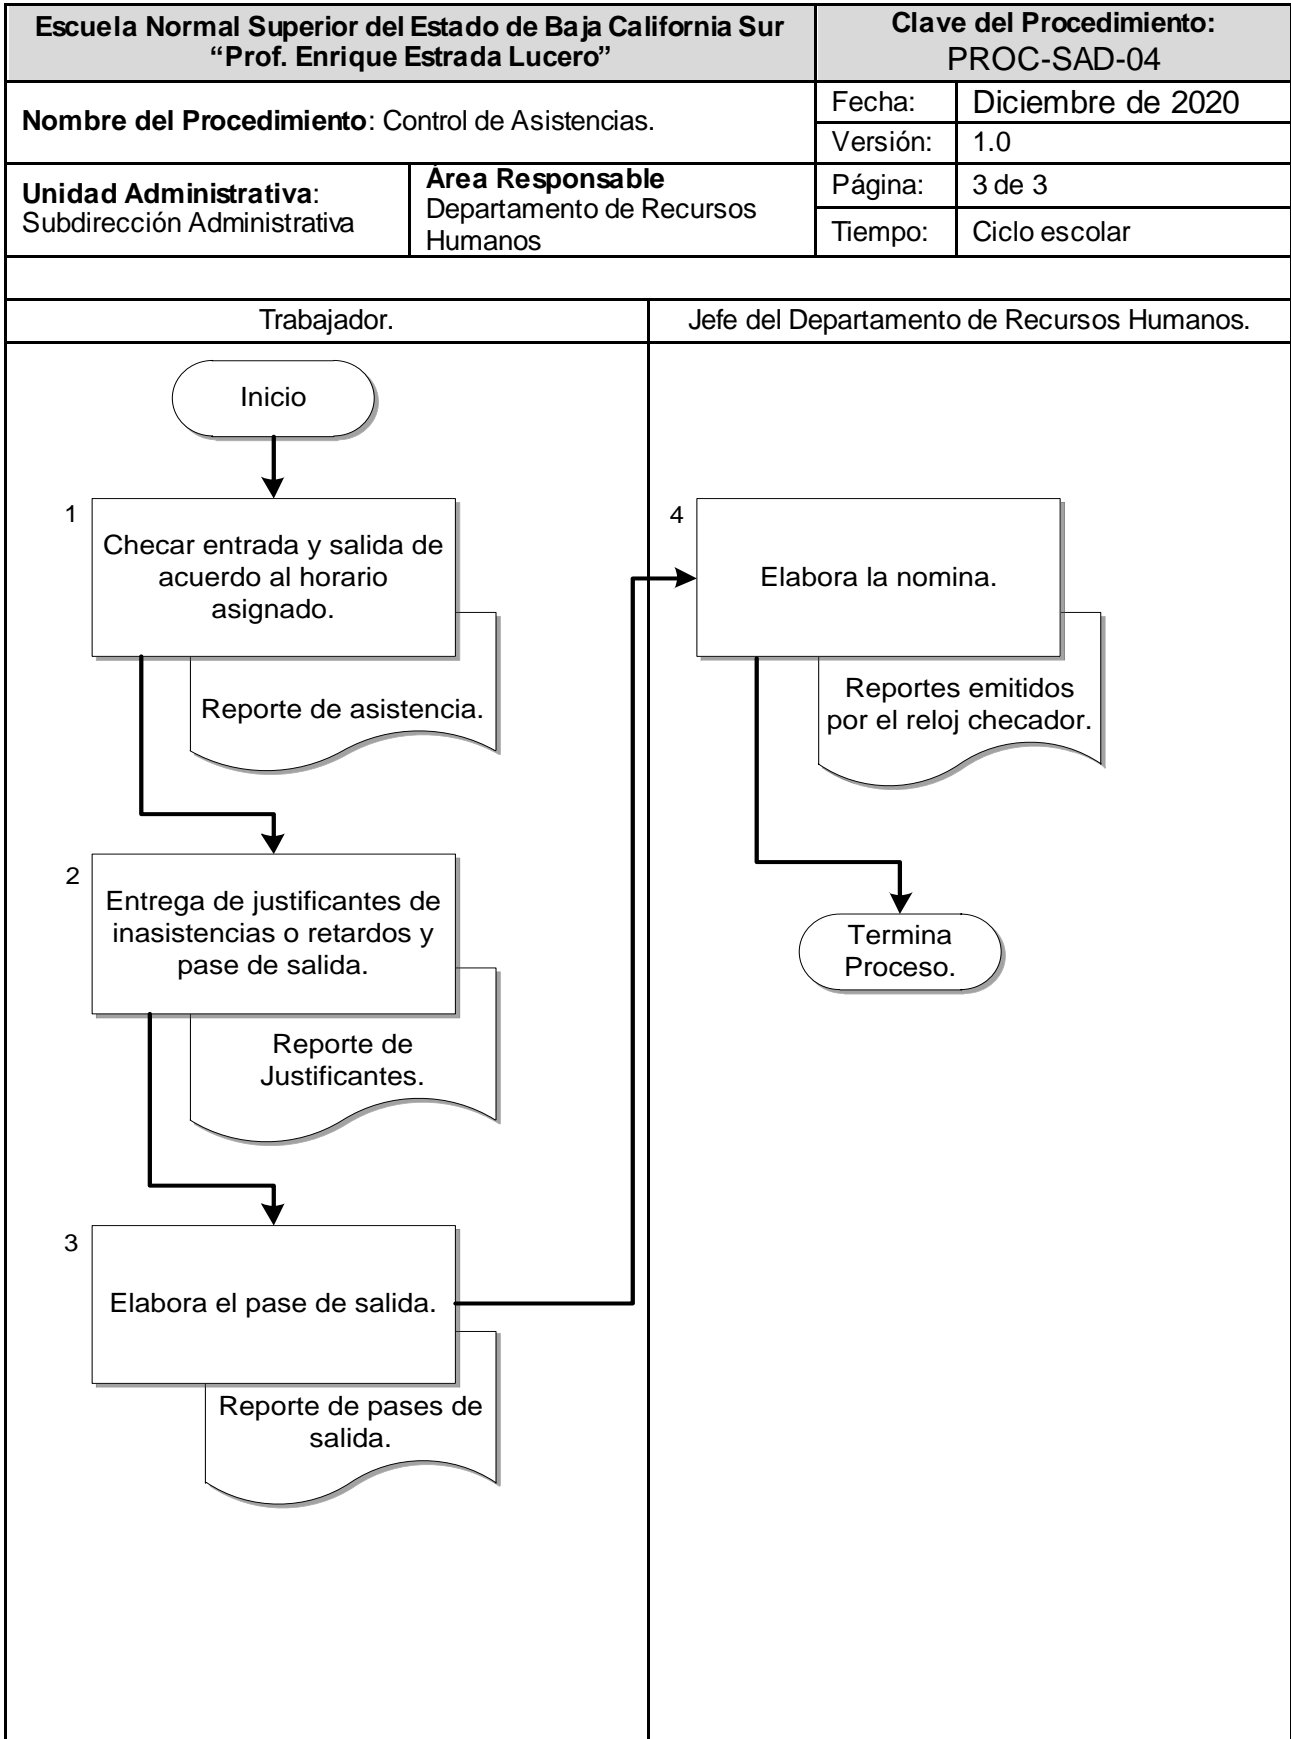 Escuela Normal Superior del Estado de Baja California Sur
“Prof. Enrique Estrada Lucero”
Clave del Procedimiento:
PROC-SAD-04
Nombre del Procedimiento: Control de Asistencias.
Fecha: Diciembre de 2020
Versión: 1.0
Unidad Administrativa:
Subdirección Administrativa
Área Responsable
Departamento de Recursos
Humanos
Página: 3 de 3
Tiempo: Ciclo escolar
Trabajador.
Jefe del Departamento de Recursos Humanos.
Inicio
1
Checar entrada y salida de
acuerdo al horario
asignado.
Reporte de asistencia.
2
Entrega de justificantes de
inasistencias o retardos y
pase de salida.
Reporte de
Justificantes.
3
Elabora el pase de salida.
Reporte de pases de
salida.
4
Elabora la nomina.
Reportes emitidos
por el reloj checador.
Termina
Proceso.